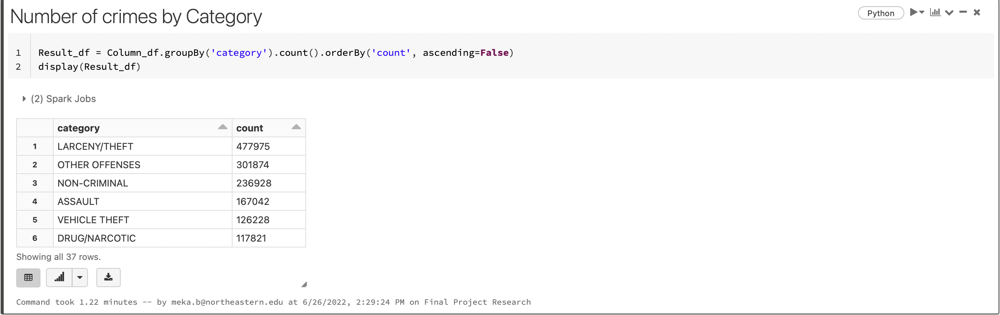 Number of crimes by Category
Python
1 Result_df = Column_df.groupBy('category').count().orderBy('count', ascending=False)
2 display(Result_df)
(2) Spark Jobs
category count
1 LARCENY/THEFT 477975
2 OTHER OFFENSES 301874
3 NON-CRIMINAL 236928
4 ASSAULT 167042
5 VEHICLE THEFT 126228
6 DRUG/NARCOTIC 117821
Showing all 37 rows.
Command took 1.22 minutes -- by meka.b@northeastern.edu at 6/26/2022, 2:29:24 PM on Final Project Research